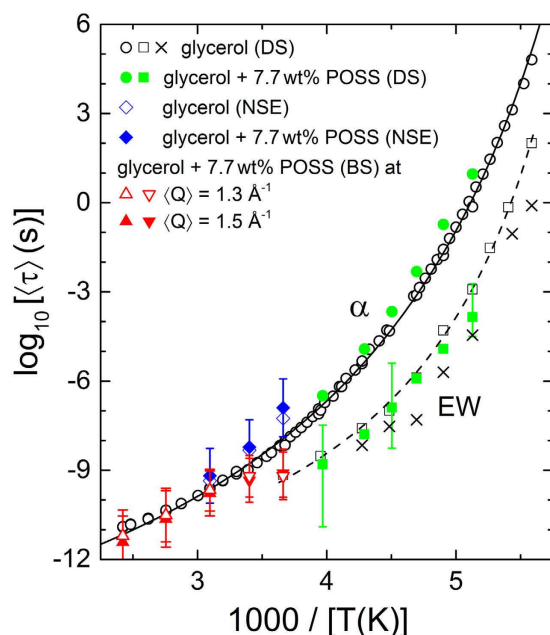 glycerol (DS)
glycerol + 7.7 wt% POSS (DS)
glycerol (NSE)
glycerol + 7.7 wt% POSS (NSE)
glycerol + 7.7 wt% POSS (BS) at
⟨Q⟩ = 1.3 Å⁻¹
⟨Q⟩ = 1.5 Å⁻¹
6
3
0
-3
-6
-9
-12
log₁₀ [⟨τ⟩ (s)]
α
EW
3 4 5
1000 / [T(K)]